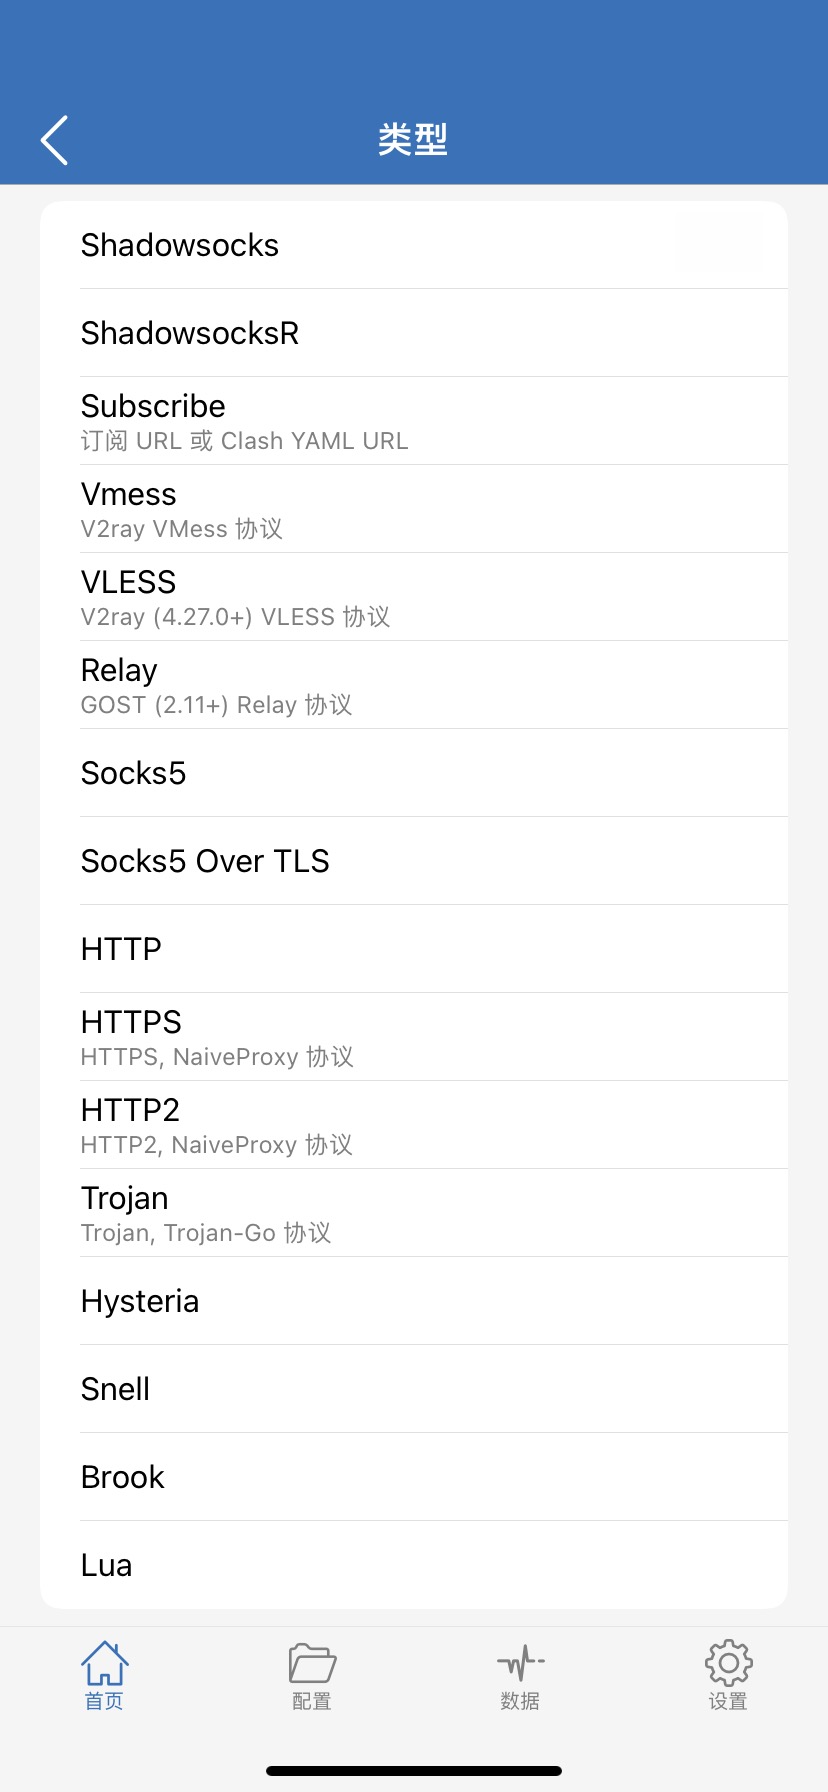 类型
Shadowsocks
ShadowsocksR
Subscribe
订阅 URL 或 Clash YAML URL
Vmess
V2ray VMess 协议
VLESS
V2ray (4.27.0+) VLESS 协议
Relay
GOST (2.11+) Relay 协议
Socks5
Socks5 Over TLS
HTTP
HTTPS
HTTPS, NaiveProxy 协议
HTTP2
HTTP2, NaiveProxy 协议
Trojan
Trojan, Trojan-Go 协议
Hysteria
Snell
Brook
Lua
首页 配置 数据 设置